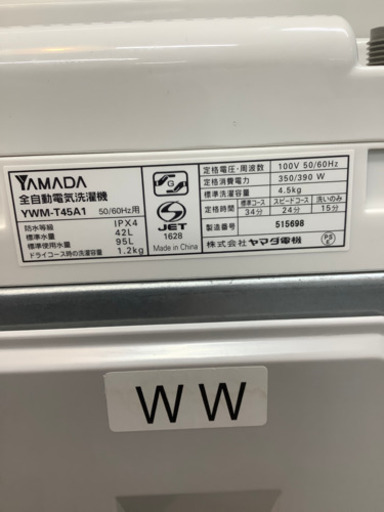 YAMADA
全自動電気洗濯機
YWM-T45A1 50/60Hz用
防水等級 IPX4
標準水量 42L
標準使用水量 95L
ドライコース時の洗濯容量 1.2kg
JET
1628
Made in China
定格電圧・周波数 100V 50/60Hz
定格消費電力 350/390 W
標準洗濯容量 4.5kg
定格時間 標準コース スピードコース 洗いのみ
34分 24分 15分
製造番号 515698
株式会社ヤマダ電機
PSE
WW